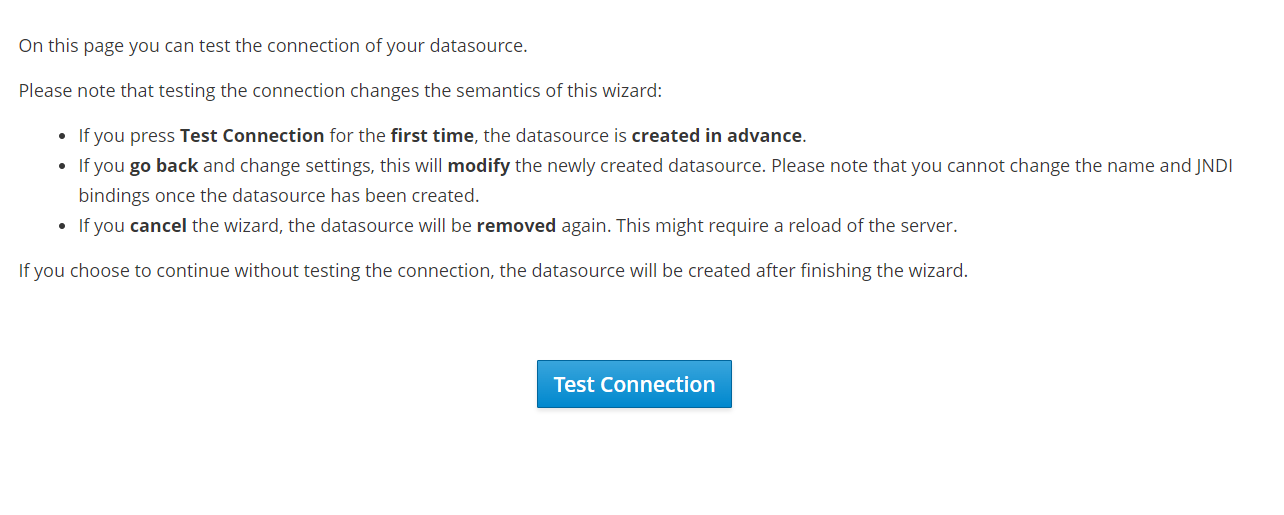 On this page you can test the connection of your datasource.
Please note that testing the connection changes the semantics of this wizard:
• If you press Test Connection for the first time, the datasource is created in advance.
• If you go back and change settings, this will modify the newly created datasource. Please note that you cannot change the name and JNDI
bindings once the datasource has been created.
• If you cancel the wizard, the datasource will be removed again. This might require a reload of the server.
If you choose to continue without testing the connection, the datasource will be created after finishing the wizard.
Test Connection